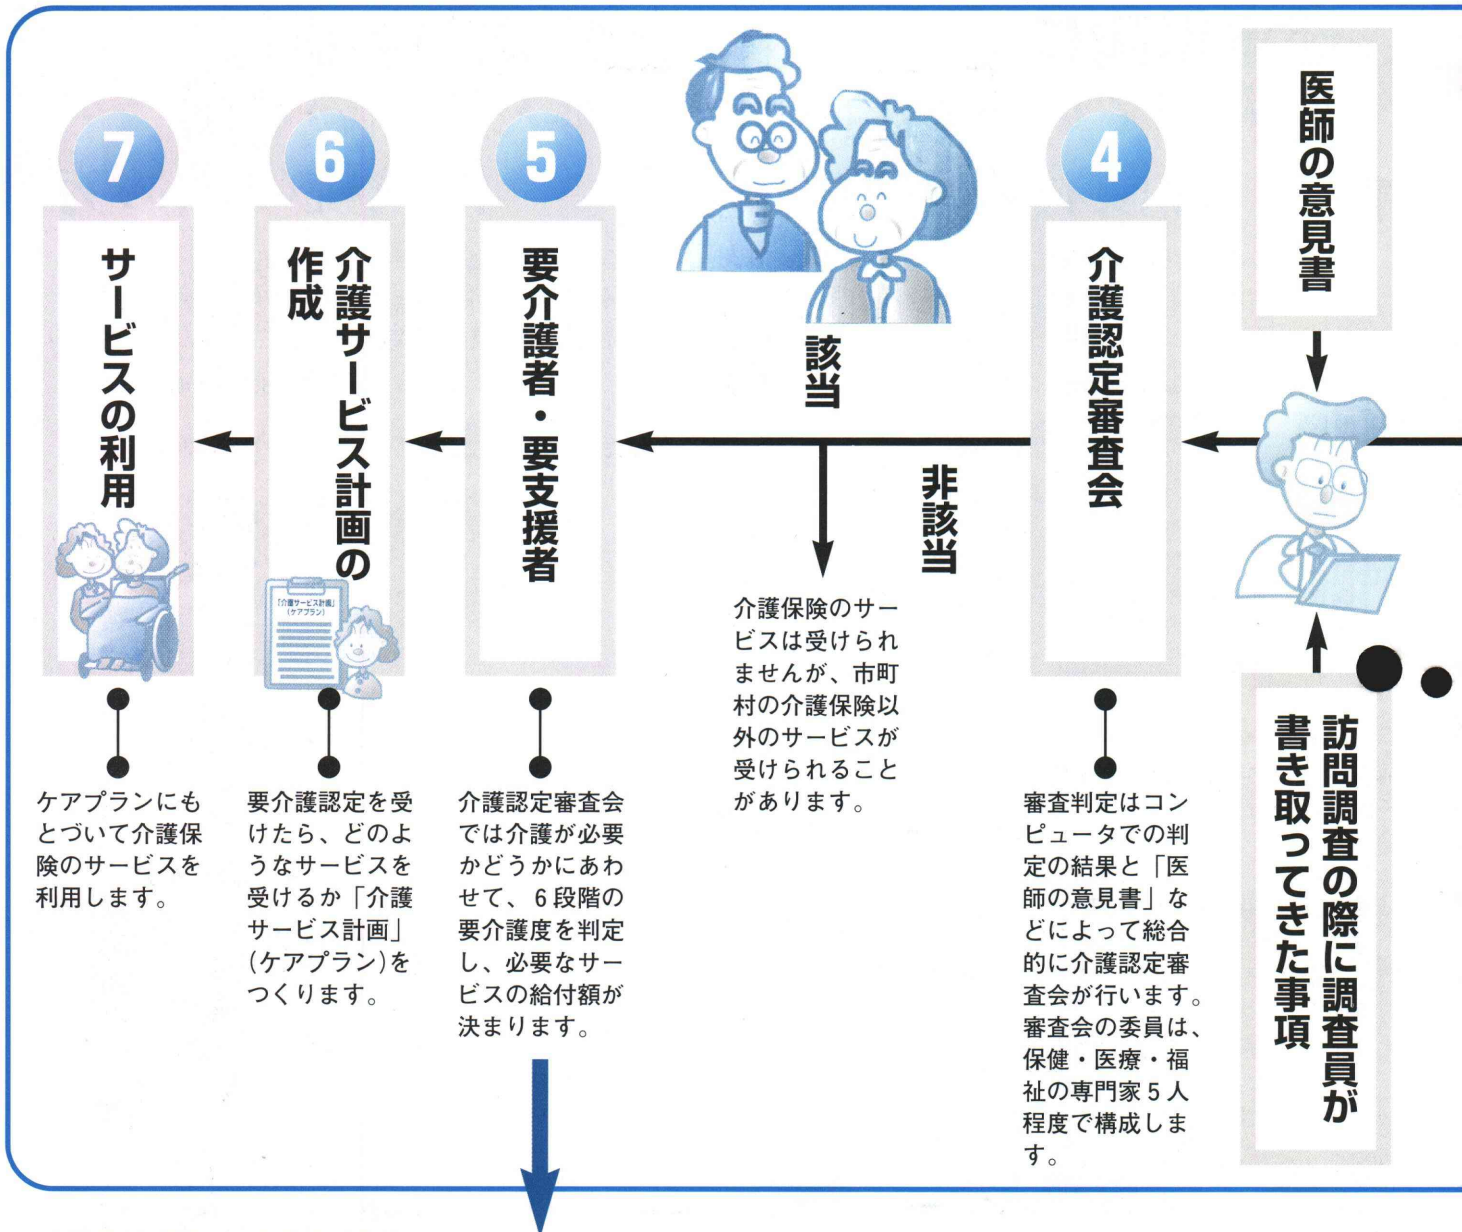 医師の意見書
訪問調査の際に調査員が
書き取ってきた事項
4
介護認定審査会
審査判定はコン
ピュータでの判
定の結果と「医
師の意見書」な
どによって総合
的に介護認定審
査会が行います。
審査会の委員は、
保健・医療・福
祉の専門家5人
程度で構成しま
す。
該当
非該当
介護保険のサー
ビスは受けられ
ませんが、市町
村の介護保険以
外のサービスが
受けられること
があります。
5
要介護者・要支援者
介護認定審査会
では介護が必要
かどうかにあわ
せて、6段階の
要介護度を判定
し、必要なサー
ビスの給付額が
決まります。
6
介護サービス計画の
作成
「介護サービス計画」
(ケアプラン)
要介護認定を受
けたら、どのよ
うなサービスを
受けるか「介護
サービス計画」
(ケアプラン)を
つくります。
7
サービスの利用
ケアプランにも
とづいて介護保
険のサービスを
利用します。